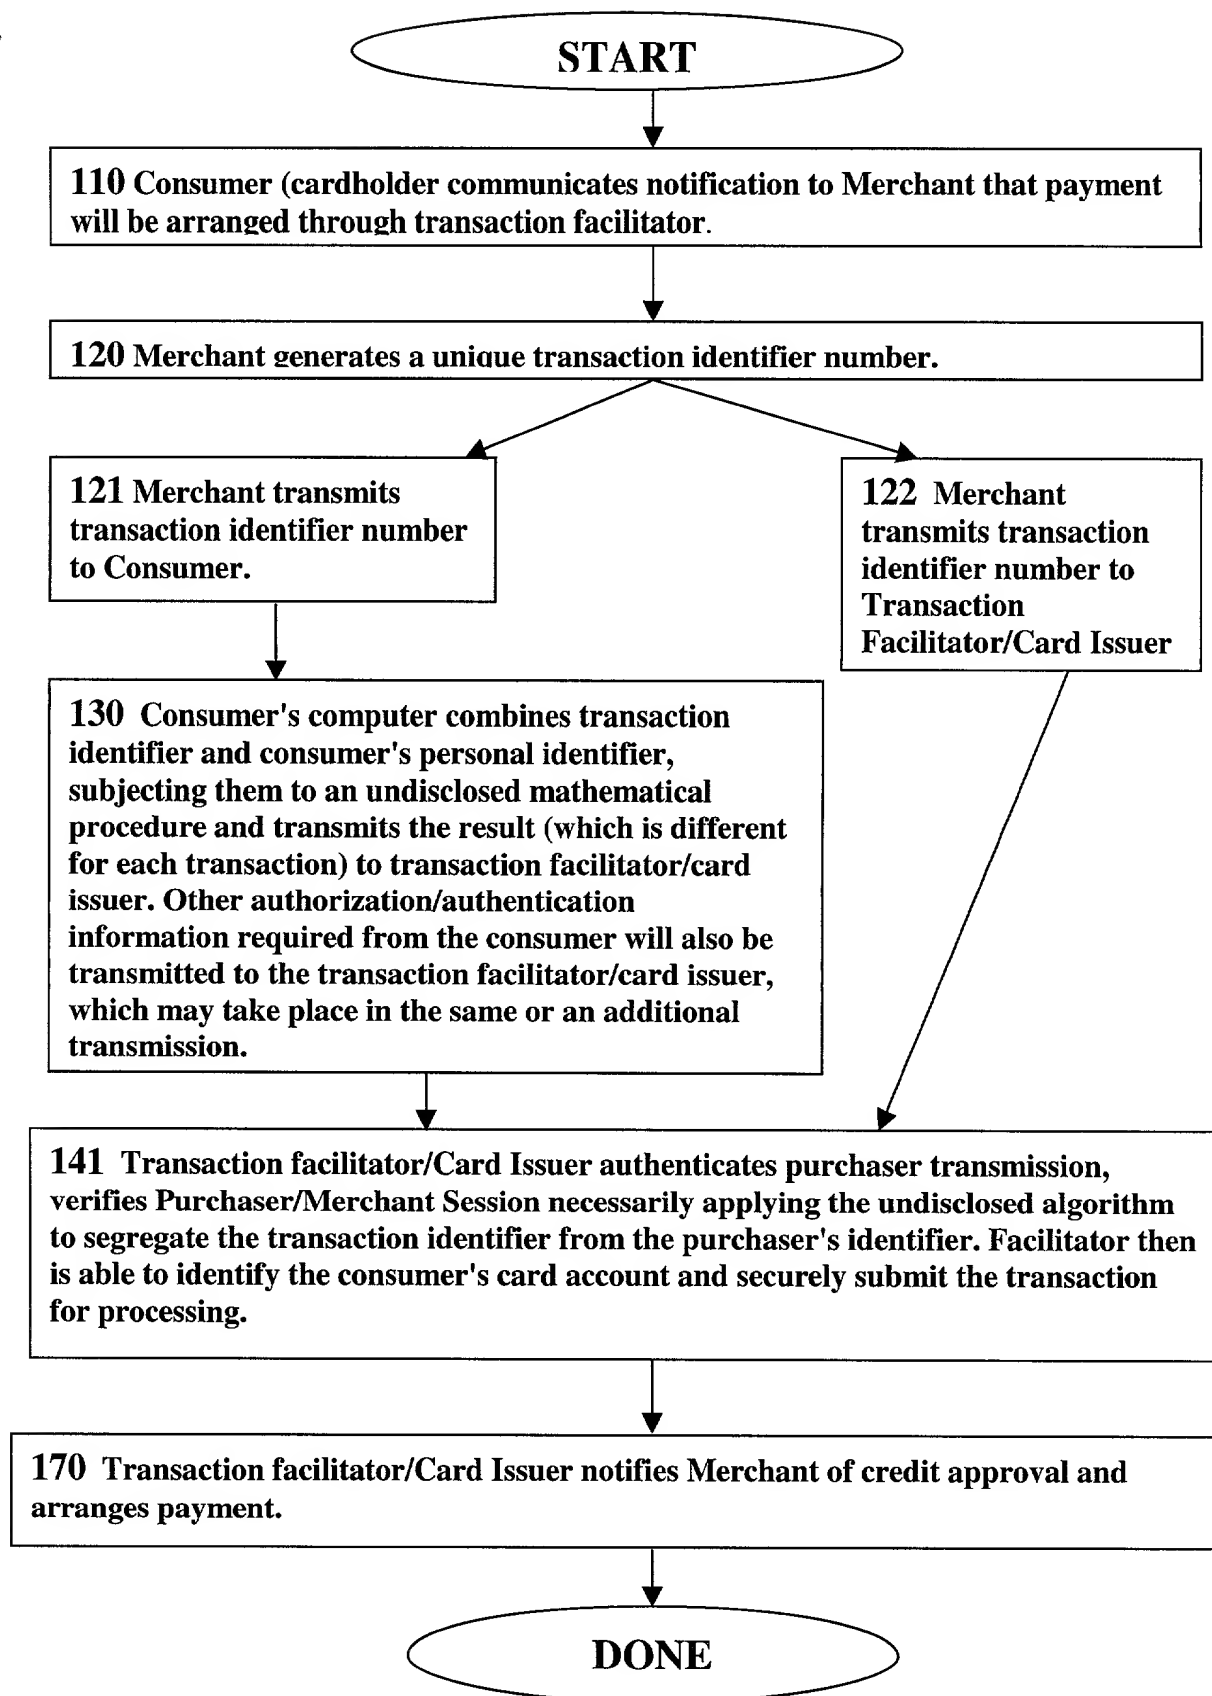 START
110 Consumer (cardholder communicates notification to Merchant that payment
will be arranged through transaction facilitator.
120 Merchant generates a unique transaction identifier number.
121 Merchant transmits
transaction identifier number
to Consumer.
122 Merchant
transmits transaction
identifier number to
Transaction
Facilitator/Card Issuer
130 Consumer's computer combines transaction
identifier and consumer's personal identifier,
subjecting them to an undisclosed mathematical
procedure and transmits the result (which is different
for each transaction) to transaction facilitator/card
issuer. Other authorization/authentication
information required from the consumer will also be
transmitted to the transaction facilitator/card issuer,
which may take place in the same or an additional
transmission.
141 Transaction facilitator/Card Issuer authenticates purchaser transmission,
verifies Purchaser/Merchant Session necessarily applying the undisclosed algorithm
to segregate the transaction identifier from the purchaser's identifier. Facilitator then
is able to identify the consumer's card account and securely submit the transaction
for processing.
170 Transaction facilitator/Card Issuer notifies Merchant of credit approval and
arranges payment.
DONE